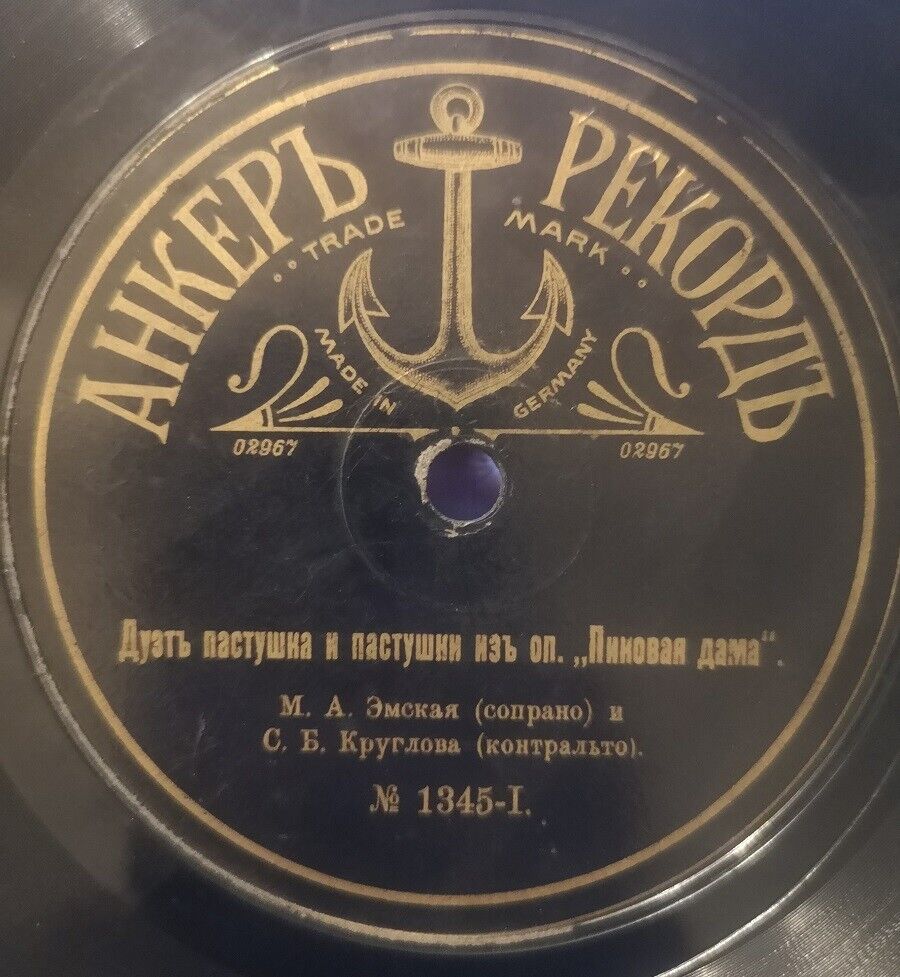 АНКЕРЪ РЕКОРДЪ
TRADE MARK
MADE IN GERMANY
02967 02967
Дуэтъ пастушка и пастушки изъ оп. „Пиковая дама“.
М. А. Эмская (сопрано) и
С. Б. Круглова (контральто).
№ 1345-I.